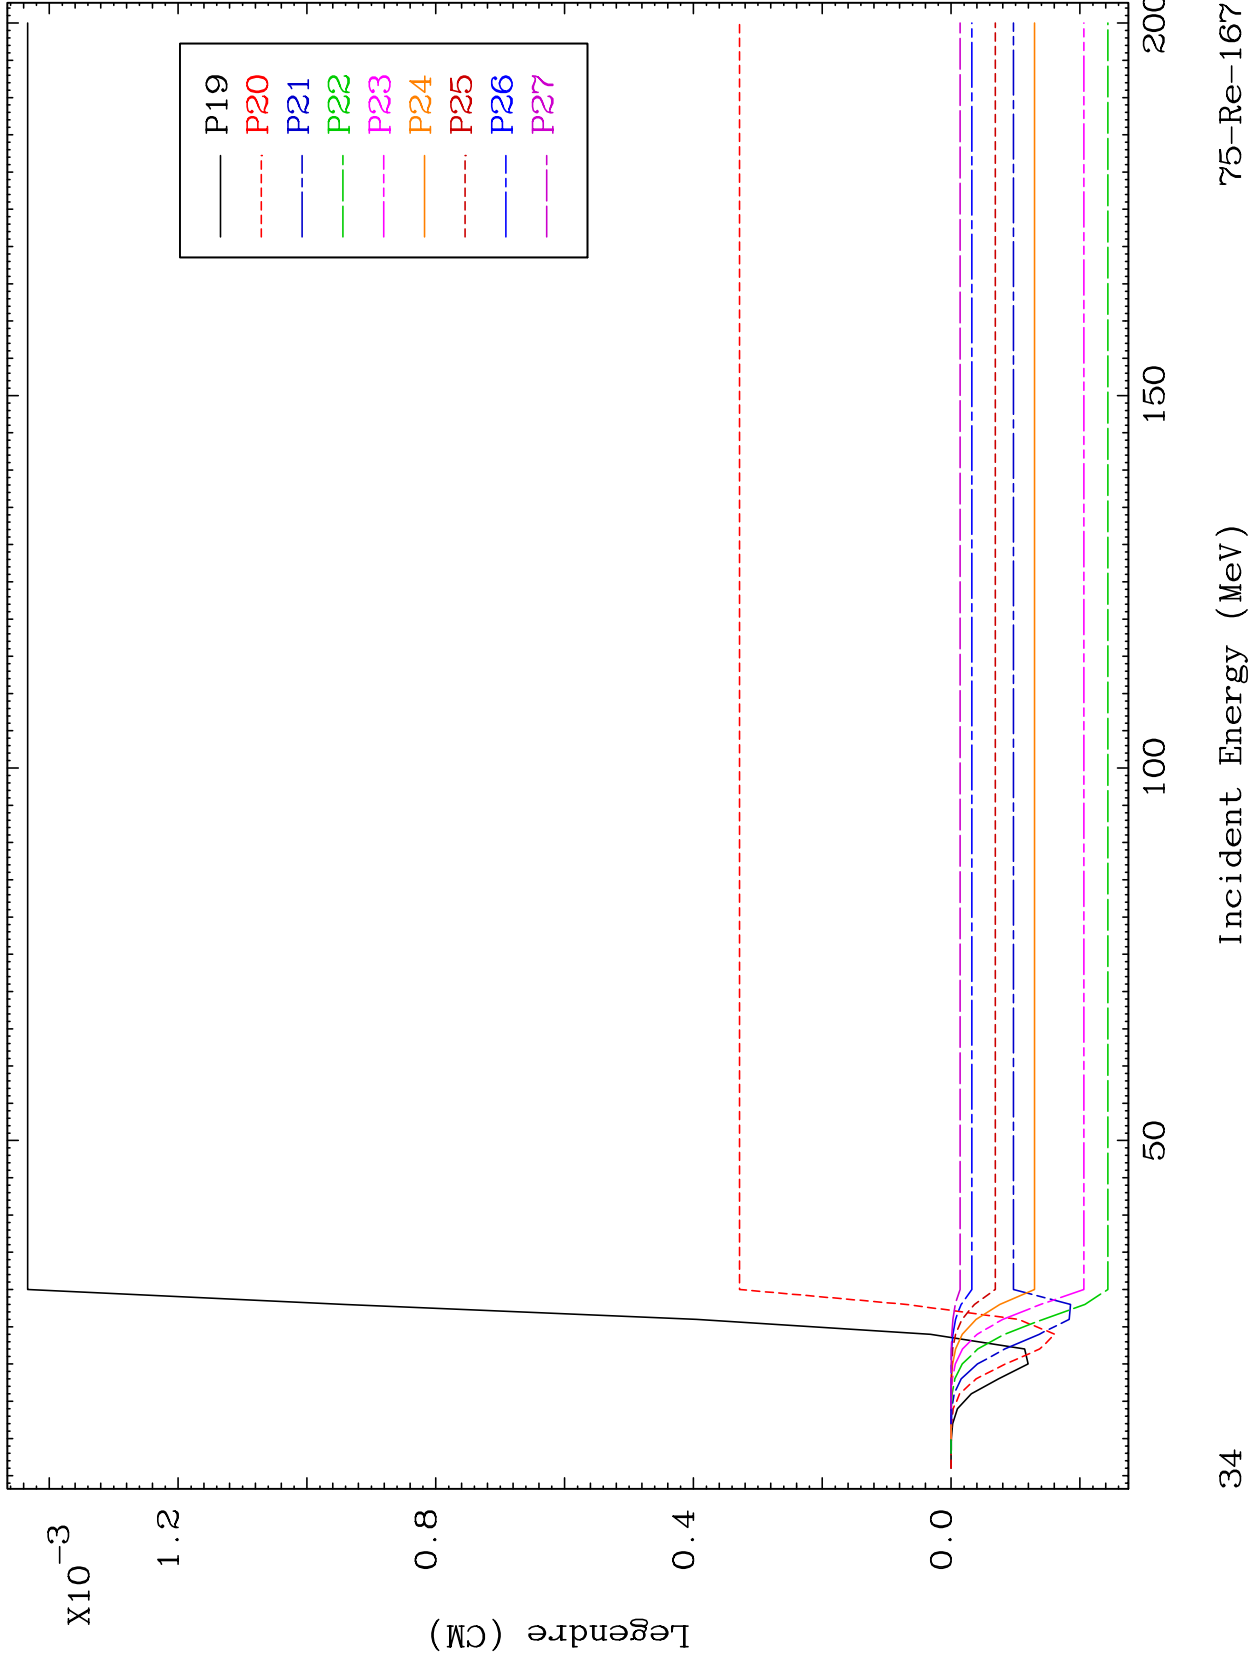 X10-3
1.2
0.8
0.4
0.0
Legendre (CM)
P19
P20
P21
P22
P23
P24
P25
P26
P27
50
100
150
200
Incident Energy (MeV)
34
75-Re-167